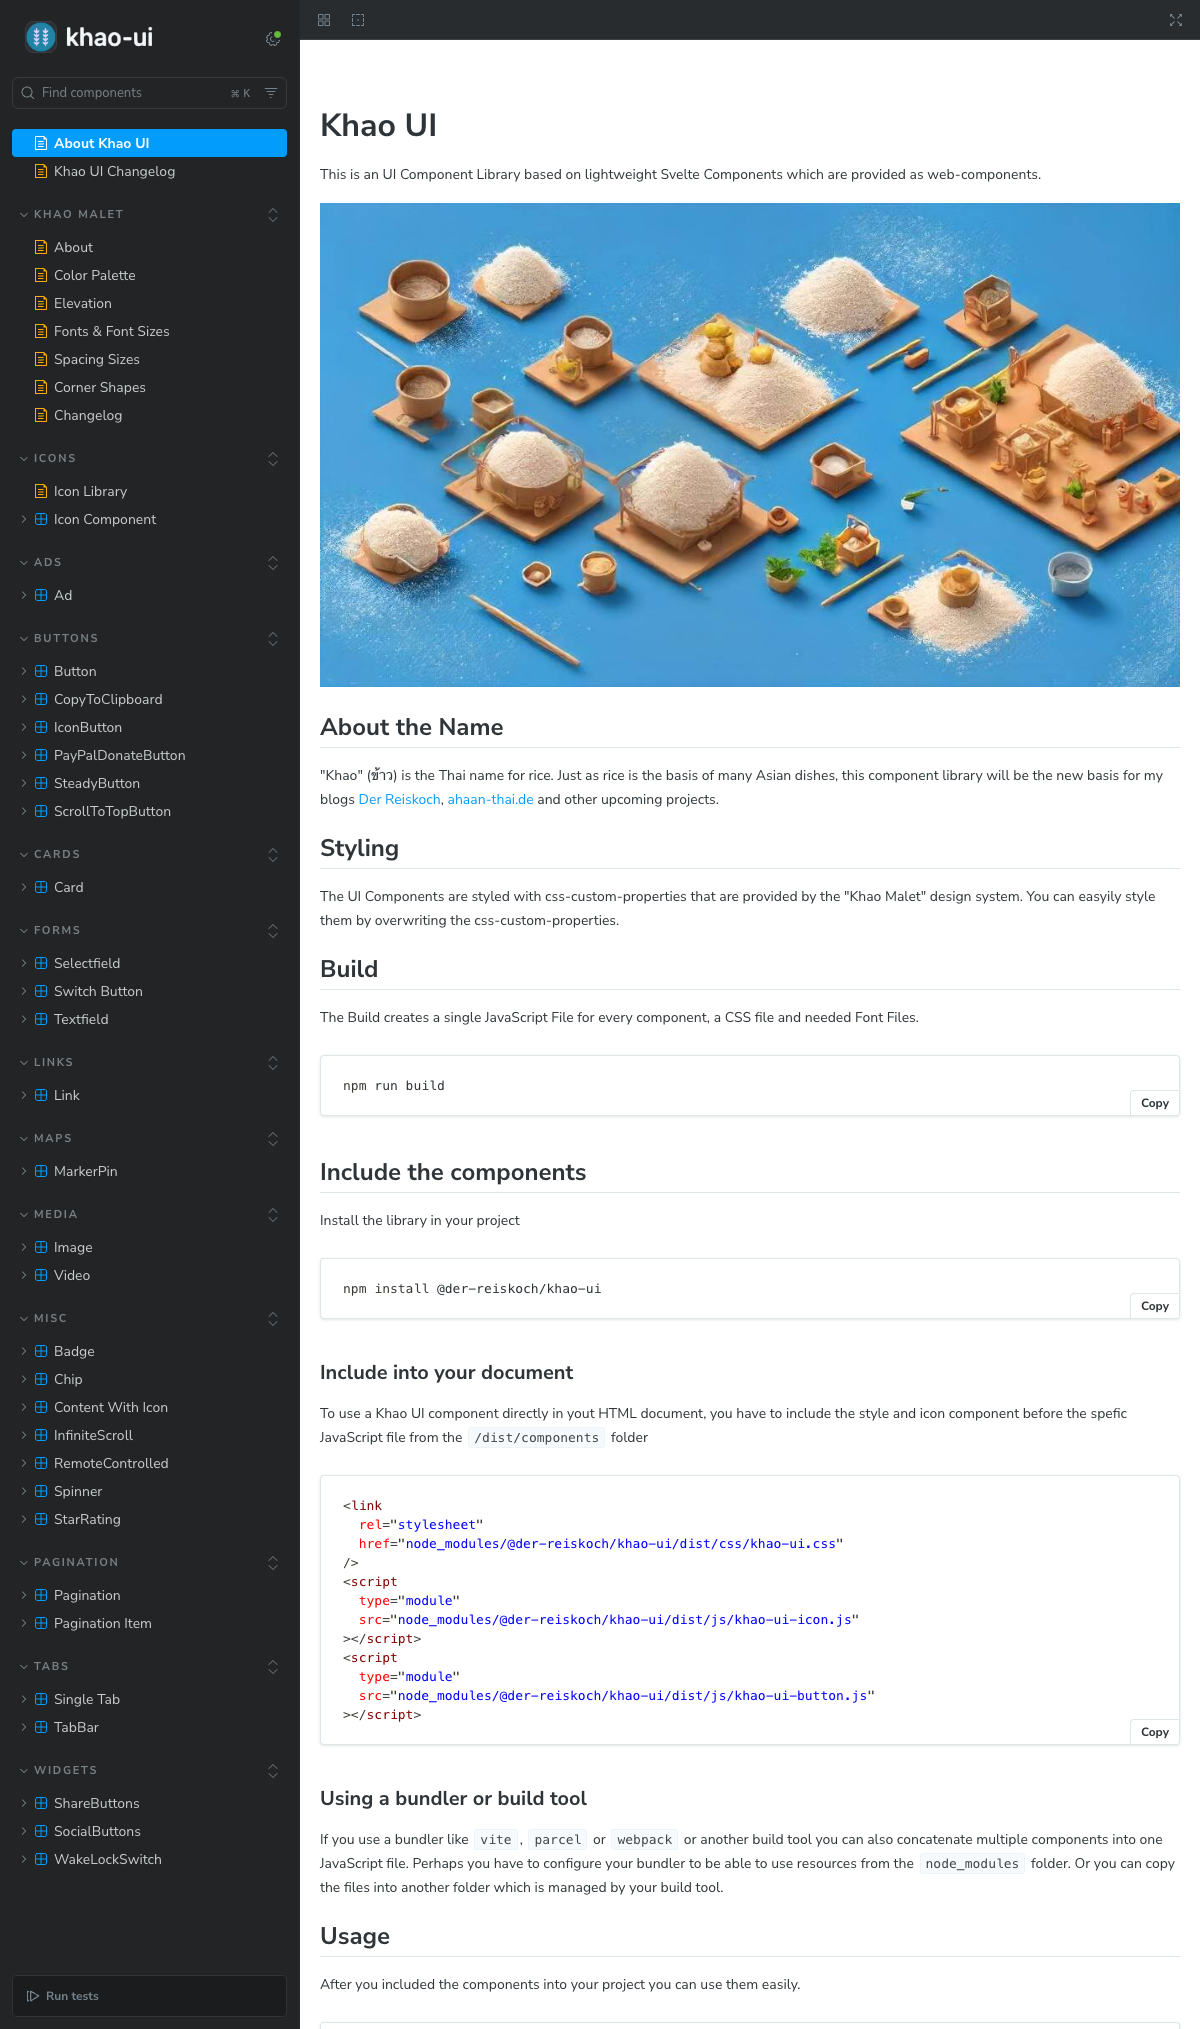 khao-ui
Find components
⌘ K
About Khao UI
Khao UI Changelog
KHAO MALET
About
Color Palette
Elevation
Fonts & Font Sizes
Spacing Sizes
Corner Shapes
Changelog
ICONS
Icon Library
Icon Component
ADS
Ad
BUTTONS
Button
CopyToClipboard
IconButton
PayPalDonateButton
SteadyButton
ScrollToTopButton
CARDS
Card
FORMS
Selectfield
Switch Button
Textfield
LINKS
Link
MAPS
MarkerPin
MEDIA
Image
Video
MISC
Badge
Chip
Content With Icon
InfiniteScroll
RemoteControlled
Spinner
StarRating
PAGINATION
Pagination
Pagination Item
TABS
Single Tab
TabBar
WIDGETS
ShareButtons
SocialButtons
WakeLockSwitch
Run tests
Khao UI
This is an UI Component Library based on lightweight Svelte Components which are provided as web-components.
About the Name
"Khao" (ข้าว) is the Thai name for rice. Just as rice is the basis of many Asian dishes, this component library will be the new basis for my
blogs Der Reiskoch, ahaan-thai.de and other upcoming projects.
Styling
The UI Components are styled with css-custom-properties that are provided by the "Khao Malet" design system. You can easyily style
them by overwriting the css-custom-properties.
Build
The Build creates a single JavaScript File for every component, a CSS file and needed Font Files.
npm run build
Copy
Include the components
Install the library in your project
npm install @der-reiskoch/khao-ui
Copy
Include into your document
To use a Khao UI component directly in yout HTML document, you have to include the style and icon component before the spefic
JavaScript file from the /dist/components folder
<link
rel="stylesheet"
href="node_modules/@der-reiskoch/khao-ui/dist/css/khao-ui.css"
/>
<script
type="module"
src="node_modules/@der-reiskoch/khao-ui/dist/js/khao-ui-icon.js"
></script>
<script
type="module"
src="node_modules/@der-reiskoch/khao-ui/dist/js/khao-ui-button.js"
></script>
Copy
Using a bundler or build tool
If you use a bundler like vite , parcel or webpack or another build tool you can also concatenate multiple components into one
JavaScript file. Perhaps you have to configure your bundler to be able to use resources from the node_modules folder. Or you can copy
the files into another folder which is managed by your build tool.
Usage
After you included the components into your project you can use them easily.